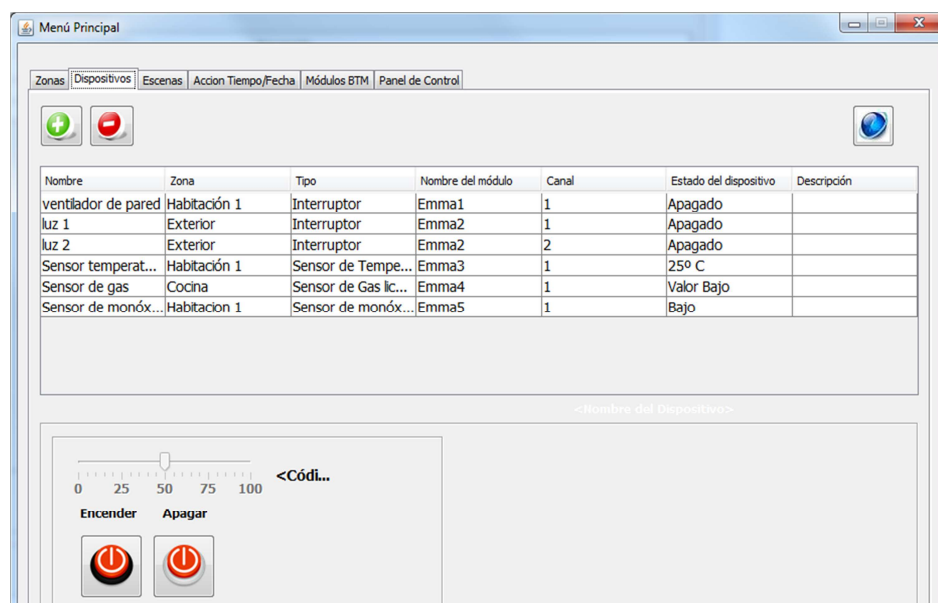 Menú Principal
Zonas Dispositivos Escenas Accion Tiempo/Fecha Módulos BTM Panel de Control
Nombre Zona Tipo Nombre del módulo Canal Estado del dispositivo Descripción
ventilador de pared Habitación 1 Interruptor Emma1 1 Apagado
luz 1 Exterior Interruptor Emma2 1 Apagado
luz 2 Exterior Interruptor Emma2 2 Apagado
Sensor temperat... Habitación 1 Sensor de Tempe... Emma3 1 25º C
Sensor de gas Cocina Sensor de Gas lic... Emma4 1 Valor Bajo
Sensor de monóx... Habitacion 1 Sensor de monóx... Emma5 1 Bajo
<Nombre del Dispositivo>
<Códi...
0 25 50 75 100
Encender Apagar